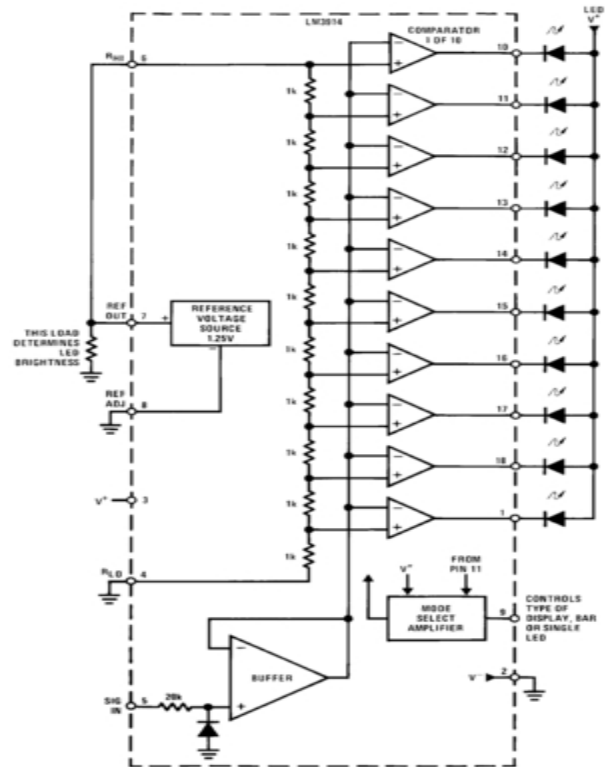 LM3914
LED
V+
COMPARATOR
1 OF 10
RHI
6
10
1k
11
1k
12
1k
13
1k
14
1k
REF
OUT
7
REFERENCE
VOLTAGE
SOURCE
1.25V
15
THIS LOAD
DETERMINES
LED
BRIGHTNESS
1k
16
1k
REF
ADJ
8
17
1k
18
1k
V+
3
1
1k
RLO
4
V+
FROM
PIN 11
MODE
SELECT
AMPLIFIER
9
CONTROLS
TYPE OF
DISPLAY, BAR
OR SINGLE
LED
BUFFER
V−
2
SIG
IN
5
20k